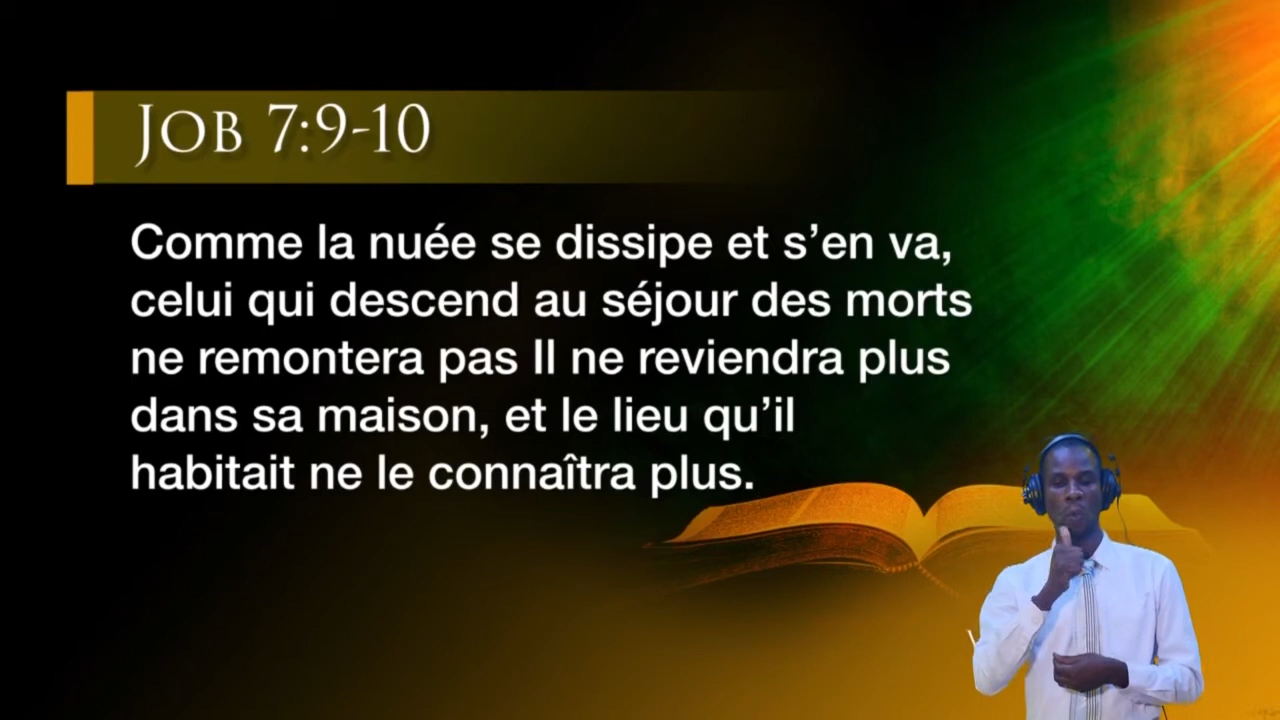 Job 7:9-10
Comme la nuée se dissipe et s’en va,
celui qui descend au séjour des morts
ne remontera pas Il ne reviendra plus
dans sa maison, et le lieu qu’il
habitait ne le connaîtra plus.